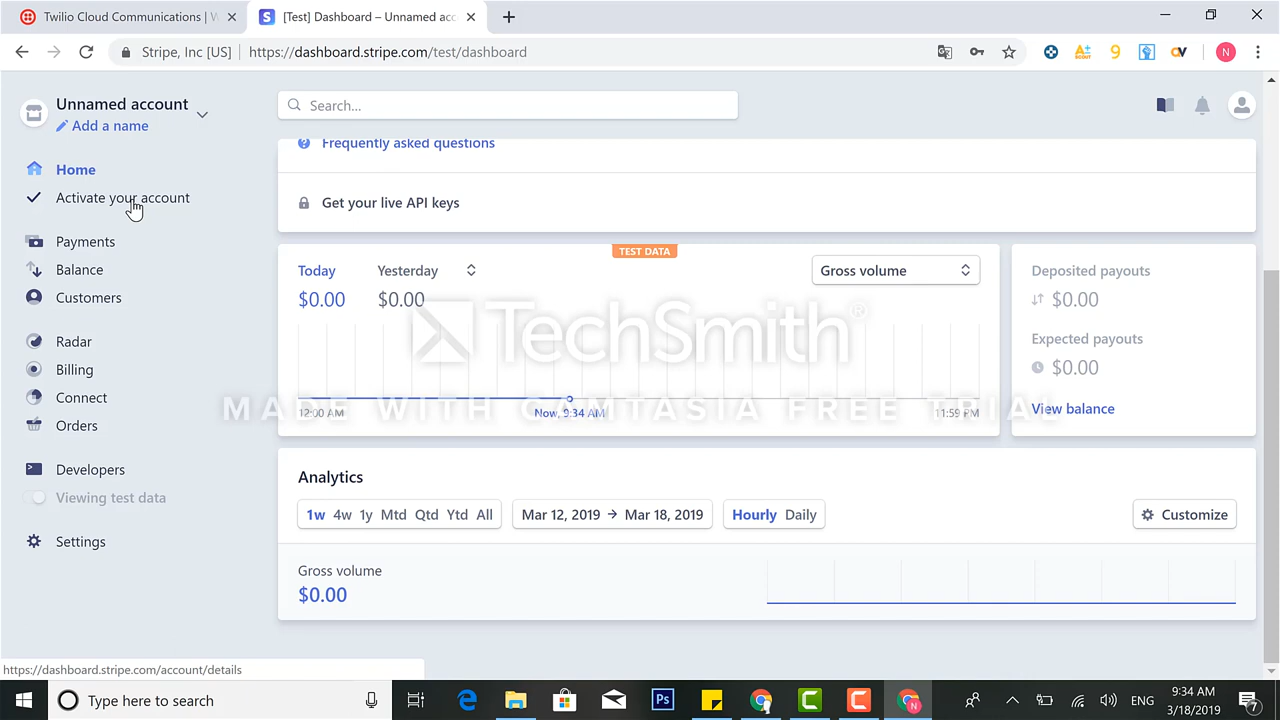 Twilio Cloud Communications | W
[Test] Dashboard – Unnamed acc
Stripe, Inc [US]
https://dashboard.stripe.com/test/dashboard
N
Unnamed account
Add a name
Search...
Home
Activate your account
Payments
Balance
Customers
Radar
Billing
Connect
Orders
Developers
Viewing test data
Settings
Frequently asked questions
Get your live API keys
TEST DATA
Today
Yesterday
Gross volume
$0.00
$0.00
12:00 AM
Now, 9:34 AM
11:59 PM
Deposited payouts
$0.00
Expected payouts
$0.00
View balance
TechSmith®
MADE WITH CAMTASIA FREE TRIAL
Analytics
1w 4w 1y Mtd Qtd Ytd All
Mar 12, 2019 → Mar 18, 2019
Hourly Daily
Customize
Gross volume
$0.00
https://dashboard.stripe.com/account/details
Type here to search
ENG
9:34 AM
3/18/2019